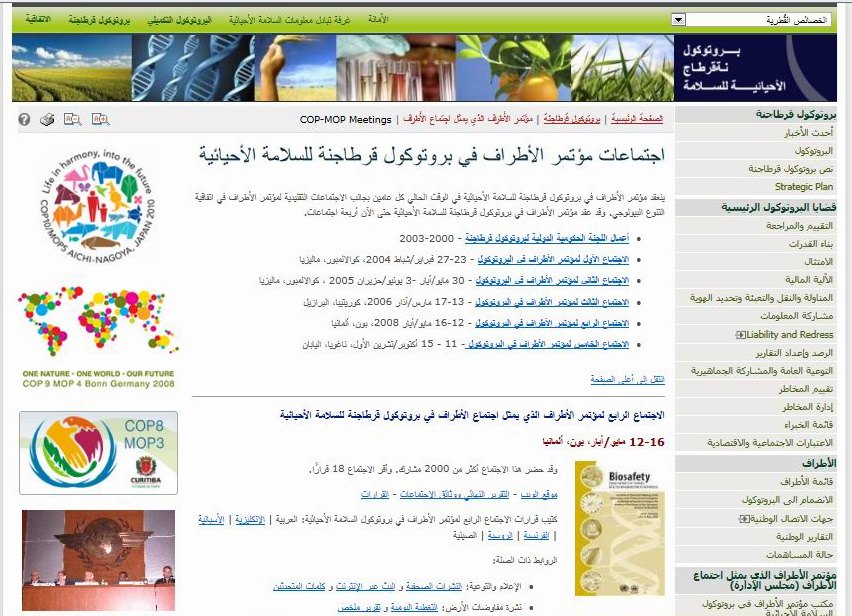 الأمانة
غرفة تبادل معلومات السلامة الأحيائية
البروتوكول التكميلي
بروتوكول قرطاجنة
الاتفاقية
الخصائص القُطرية
بروتوكول
قرطاجنة
للسلامة الأحيائية
الصفحة الرئيسية | بروتوكول قرطاجنة | مؤتمر الأطراف الذي يمثل اجتماع الأطراف | COP-MOP Meetings
بروتوكول قرطاجنة
أحدث الأخبار
البروتوكول
نص بروتوكول قرطاجنة
Strategic Plan
قضايا البروتوكول الرئيسية
التقييم والمراجعة
بناء القدرات
الامتثال
الآلية المالية
المناولة والنقل والتعبئة وتحديد الهوية
مشاركة المعلومات
Liability and Redress
الرصد وإعداد التقارير
التوعية العامة والمشاركة الجماهيرية
تقييم المخاطر
إدارة المخاطر
قائمة الخبراء
الاعتبارات الاجتماعية والاقتصادية
الأطراف
قائمة الأطراف
الانضمام الى البروتوكول
جهات الاتصال الوطنية
التقارير الوطنية
حالة المساهمات
مؤتمر الأطراف الذي يمثل اجتماع
الأطراف (مجلس الإدارة)
مكتب مؤتمر الأطراف في بروتوكول
السلامة الأحيائية
اجتماعات مؤتمر الأطراف في بروتوكول قرطاجنة للسلامة الأحيائية
ينعقد مؤتمر الأطراف في بروتوكول قرطاجنة للسلامة الأحيائية في الوقت الحالي كل عامين بجانب الاجتماعات التقليدية لمؤتمر الأطراف في اتفاقية
التنوع البيولوجي. وقد عقد مؤتمر الأطراف في بروتوكول قرطاجنة للسلامة الأحيائية حتى الآن أربعة اجتماعات.
أعمال اللجنة الحكومية الدولية لبروتوكول قرطاجنة - 2000-2003
الاجتماع الأول لمؤتمر الأطراف في البروتوكول - 23-27 فبراير/شباط 2004، كوالالمبور، ماليزيا
الاجتماع الثاني لمؤتمر الأطراف في البروتوكول - 30 مايو/أيار -3 يونيو/حزيران 2005 ، كوالالمبور، ماليزيا
الاجتماع الثالث لمؤتمر الأطراف في البروتوكول - 13-17 مارس/آذار 2006، كوريتيبا، البرازيل
الاجتماع الرابع لمؤتمر الأطراف في البروتوكول - 12-16 مايو/أيار 2008، بون، ألمانيا
الاجتماع الخامس لمؤتمر الأطراف في البروتوكول - 11 - 15 أكتوبر/تشرين الأول، ناغويا، اليابان
انتقل إلى أعلى الصفحة
الاجتماع الرابع لمؤتمر الأطراف الذي يمثل اجتماع الأطراف في بروتوكول قرطاجنة للسلامة الأحيائية
12-16 مايو/أيار، بون، ألمانيا
وقد حضر هذا الاجتماع أكثر من 2000 مشارك. وأقر الاجتماع 18 قرارًا.
موقع الويب - التقرير النهائي ووثائق الاجتماعات - القرارات
كتيب قرارات الاجتماع الرابع لمؤتمر الأطراف في بروتوكول السلامة الأحيائية: العربية | الإنكليزية | الأسبانية
| الفرنسية | الروسية | الصينية
الروابط ذات الصلة:
الإعلام والتوعية: النشرات الصحفية و البث عبر الإنترنت و كلمات المتحدثين
نشرة مفاوضات الأرض: التغطية اليومية و تقرير ملخص
Biosafety
Life in harmony, into the future
COP10/MOP5 AICHI-NAGOYA, JAPAN 2010
ONE NATURE • ONE WORLD • OUR FUTURE
COP 9 MOP 4 Bonn Germany 2008
COP8
MOP3
CURITIBA